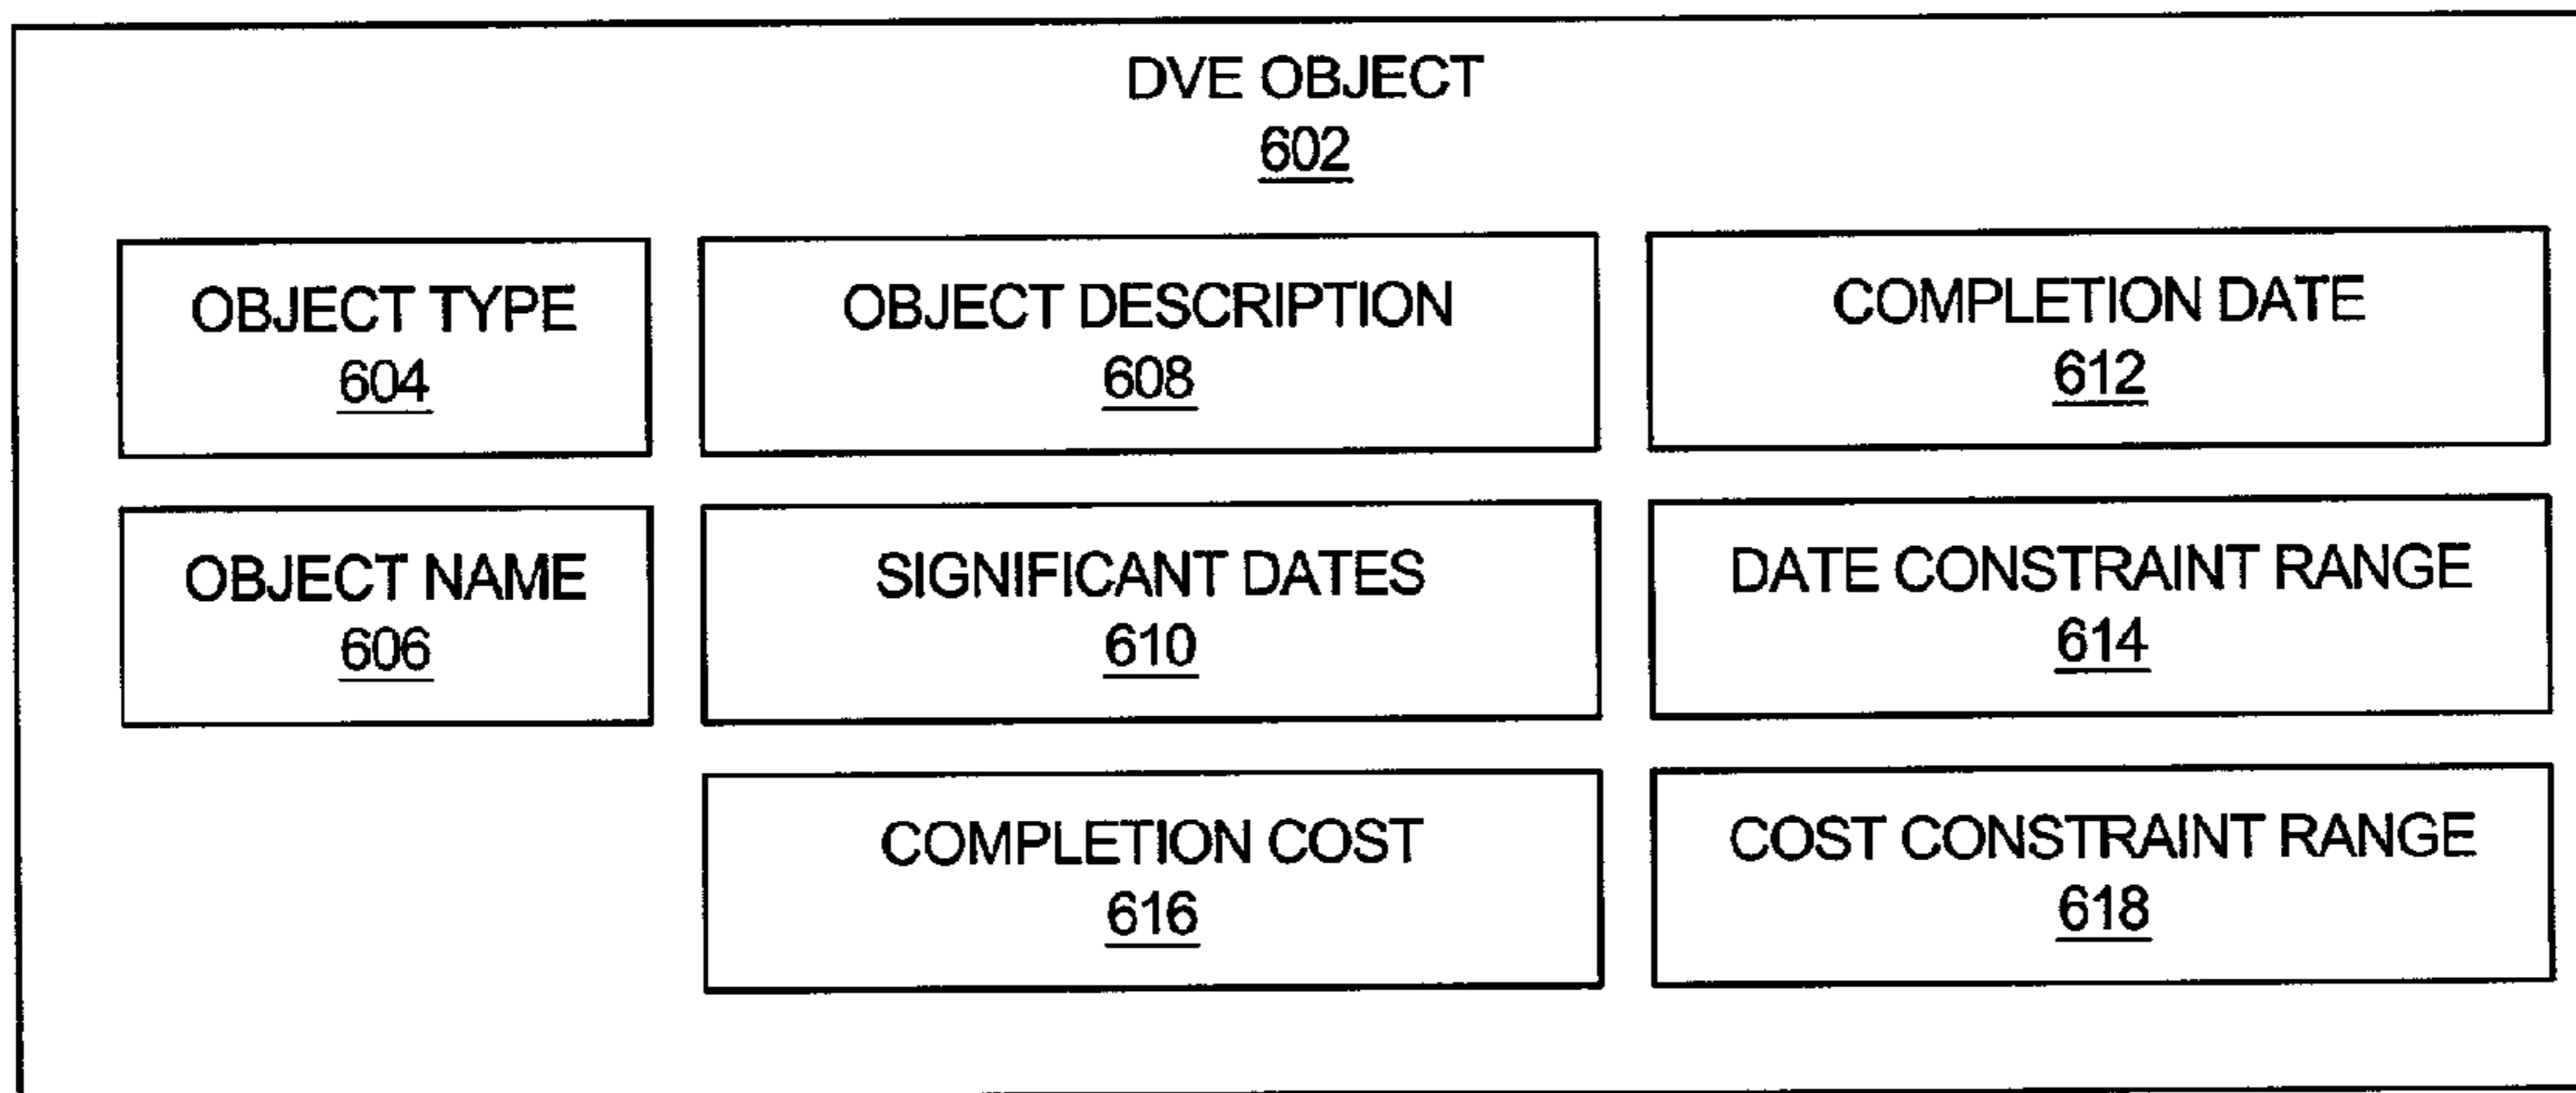 DVE OBJECT
602
OBJECT TYPE
604
OBJECT DESCRIPTION
608
COMPLETION DATE
612
OBJECT NAME
606
SIGNIFICANT DATES
610
DATE CONSTRAINT RANGE
614
COMPLETION COST
616
COST CONSTRAINT RANGE
618